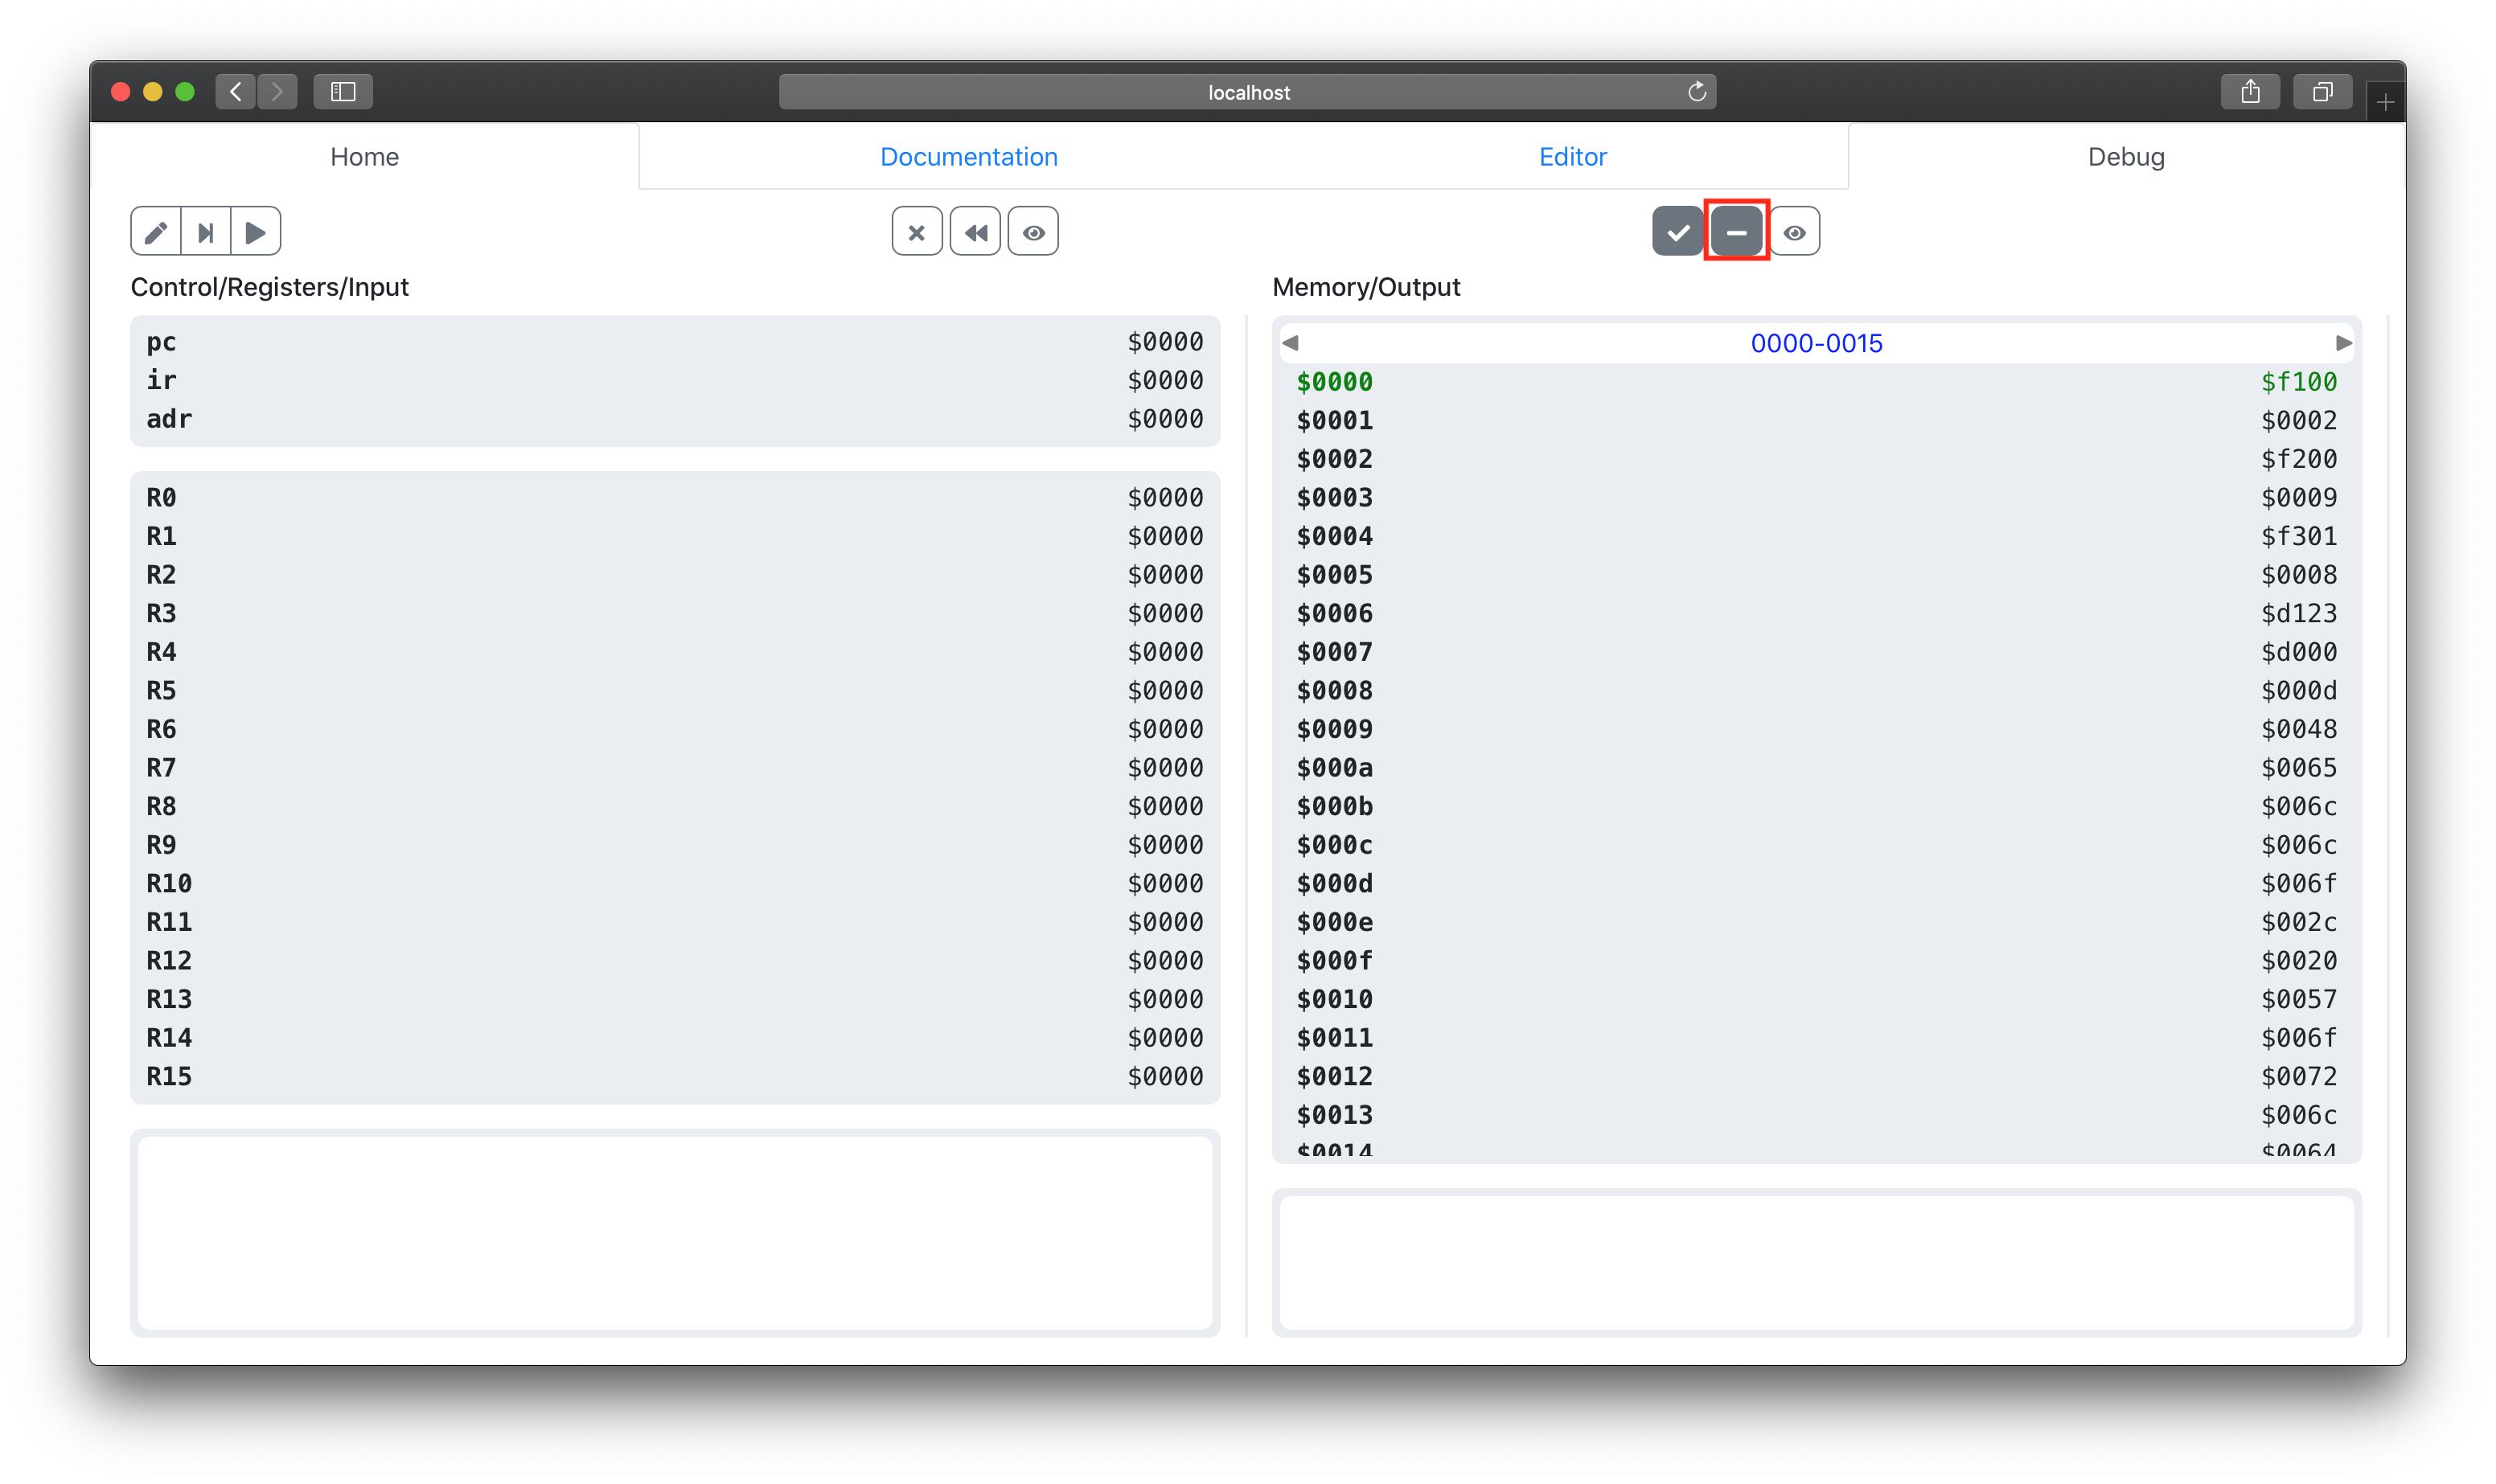 localhost
Home Documentation Editor Debug
Control/Registers/Input
pc $0000
ir $0000
adr $0000
R0 $0000
R1 $0000
R2 $0000
R3 $0000
R4 $0000
R5 $0000
R6 $0000
R7 $0000
R8 $0000
R9 $0000
R10 $0000
R11 $0000
R12 $0000
R13 $0000
R14 $0000
R15 $0000
Memory/Output
0000-0015
$0000 $f100
$0001 $0002
$0002 $f200
$0003 $0009
$0004 $f301
$0005 $0008
$0006 $d123
$0007 $d000
$0008 $000d
$0009 $0048
$000a $0065
$000b $006c
$000c $006c
$000d $006f
$000e $002c
$000f $0020
$0010 $0057
$0011 $006f
$0012 $0072
$0013 $006c
$0014 $0064